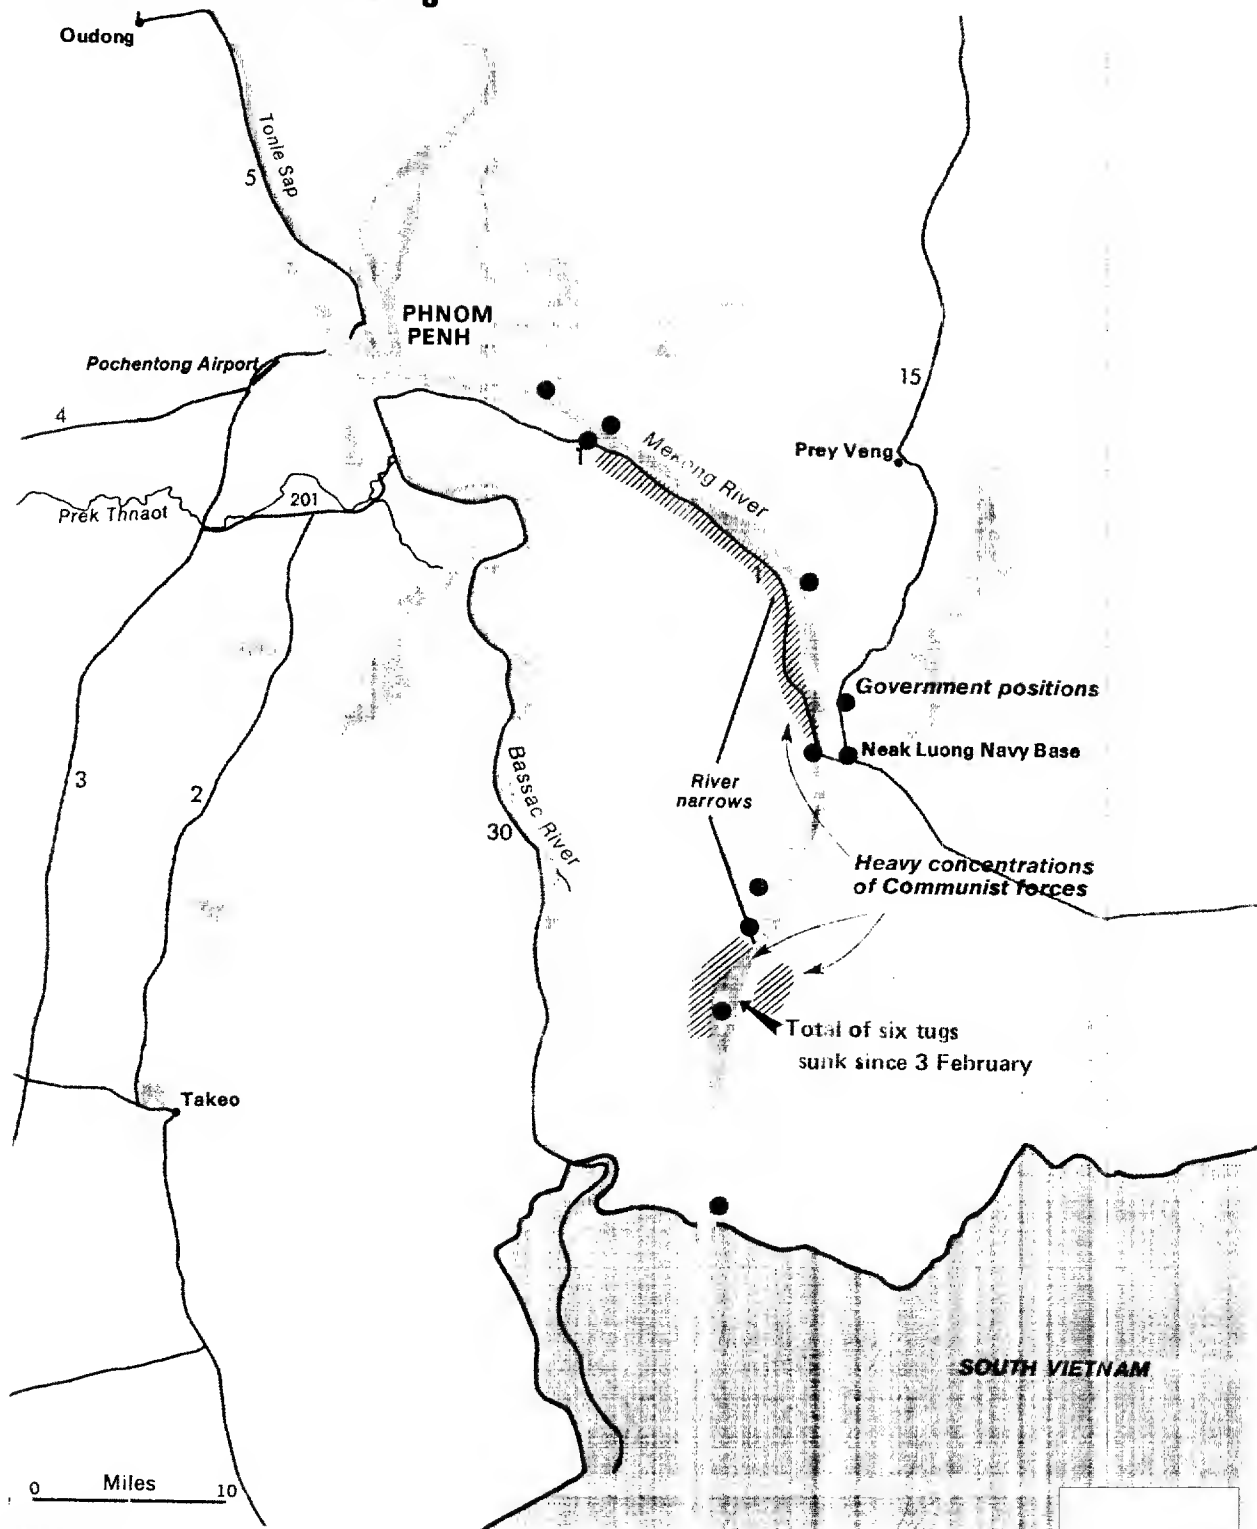 Oudong
Tonle Sap
5
PHNOM
PENH
Pochentong Airport
4
15
Mekong River
Prey Veng
1
201
Prek Thnaot
1
Government positions
Neak Luong Navy Base
3
2
Bassac River
30
River
narrows
Heavy concentrations
of Communist forces
Total of six tugs
sunk since 3 February
Takeo
SOUTH VIETNAM
0 Miles 10